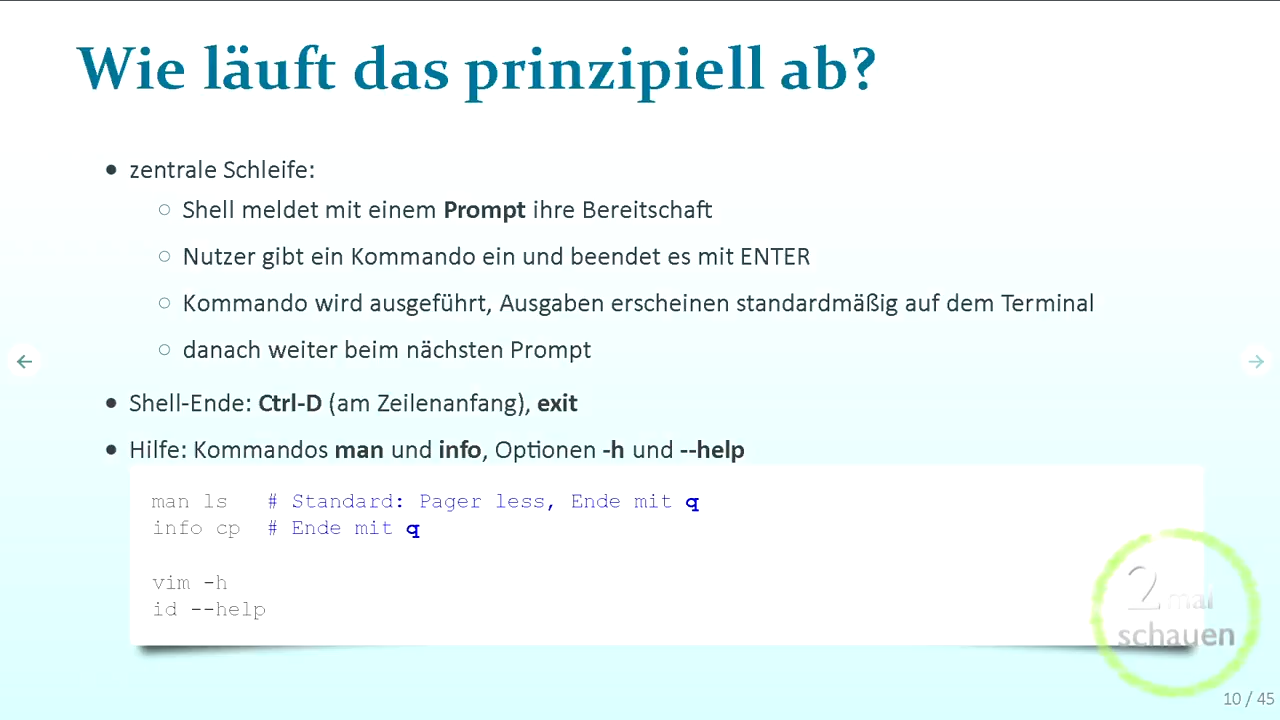 Wie läuft das prinzipiell ab?
• zentrale Schleife:
○ Shell meldet mit einem Prompt ihre Bereitschaft
○ Nutzer gibt ein Kommando ein und beendet es mit ENTER
○ Kommando wird ausgeführt, Ausgaben erscheinen standardmäßig auf dem Terminal
○ danach weiter beim nächsten Prompt
• Shell-Ende: Ctrl-D (am Zeilenanfang), exit
• Hilfe: Kommandos man und info, Optionen -h und --help
man ls   # Standard: Pager less, Ende mit q
info cp  # Ende mit q
vim -h
id --help
2mal
schauen
10 / 45